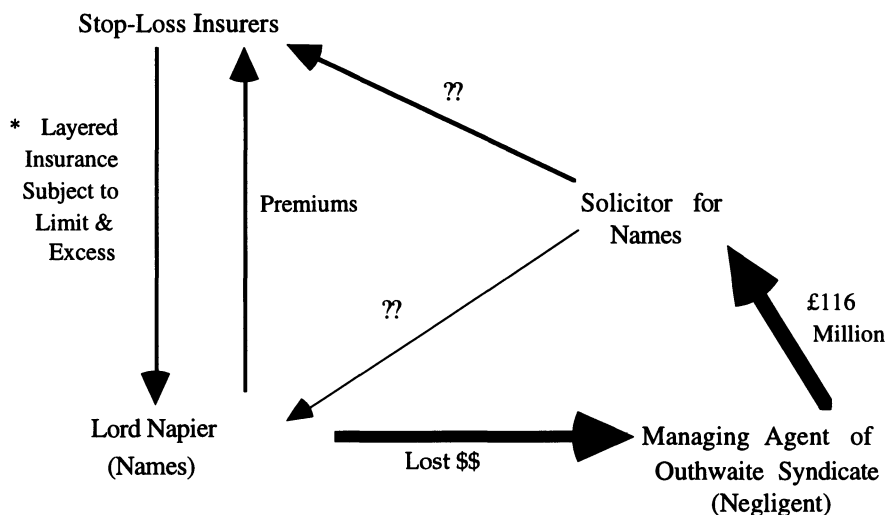 Stop-Loss Insurers
??
* Layered
Insurance
Subject to
Limit &
Excess
Premiums
Solicitor for
Names
??
£116
Million
Lord Napier
(Names)
Lost $$
Managing Agent of
Outhwaite Syndicate
(Negligent)